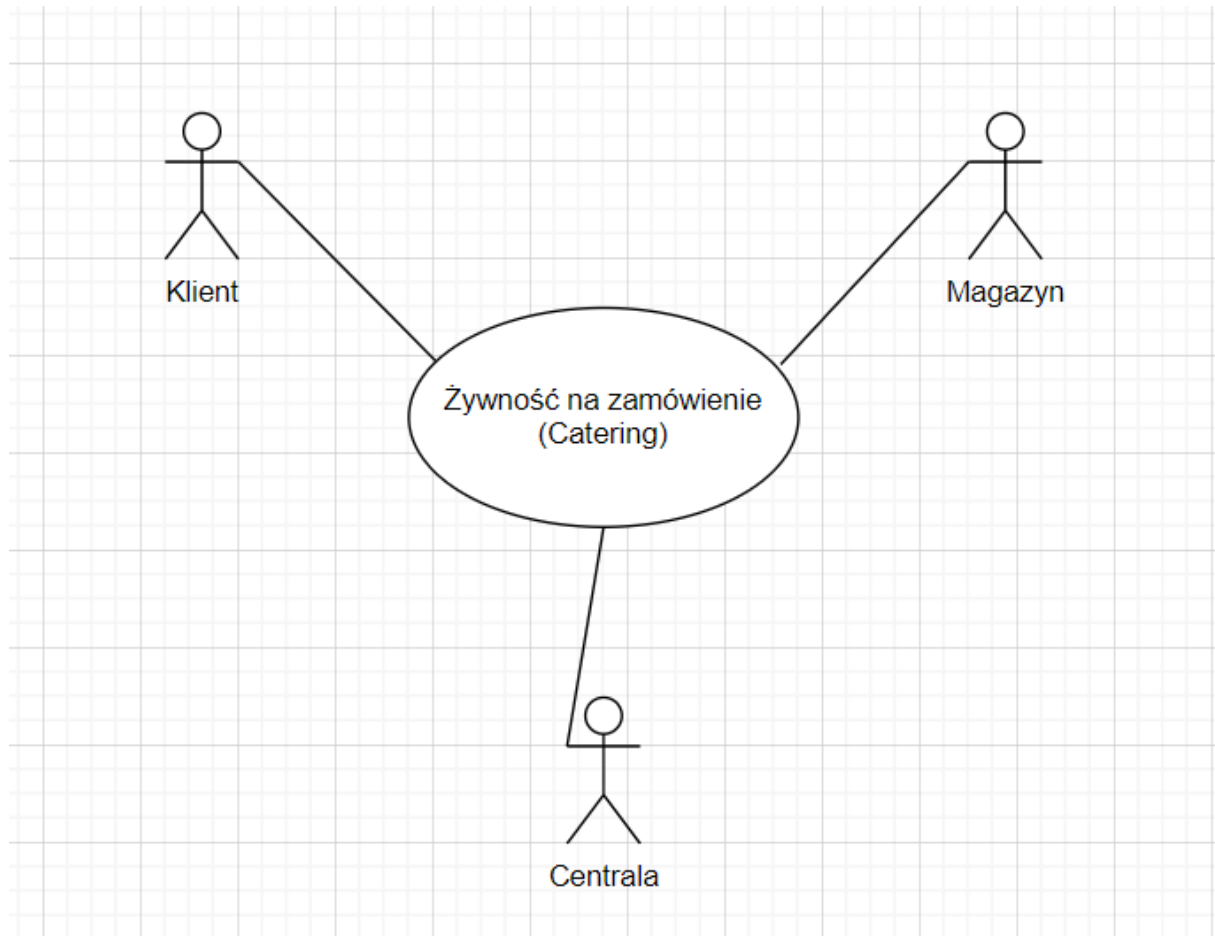 Klient
Magazyn
Żywność na zamówienie
(Catering)
Centrala